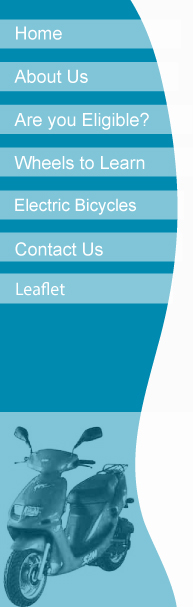 Home
About Us
Are you Eligible?
Wheels to Learn
Electric Bicycles
Contact Us
Leaflet